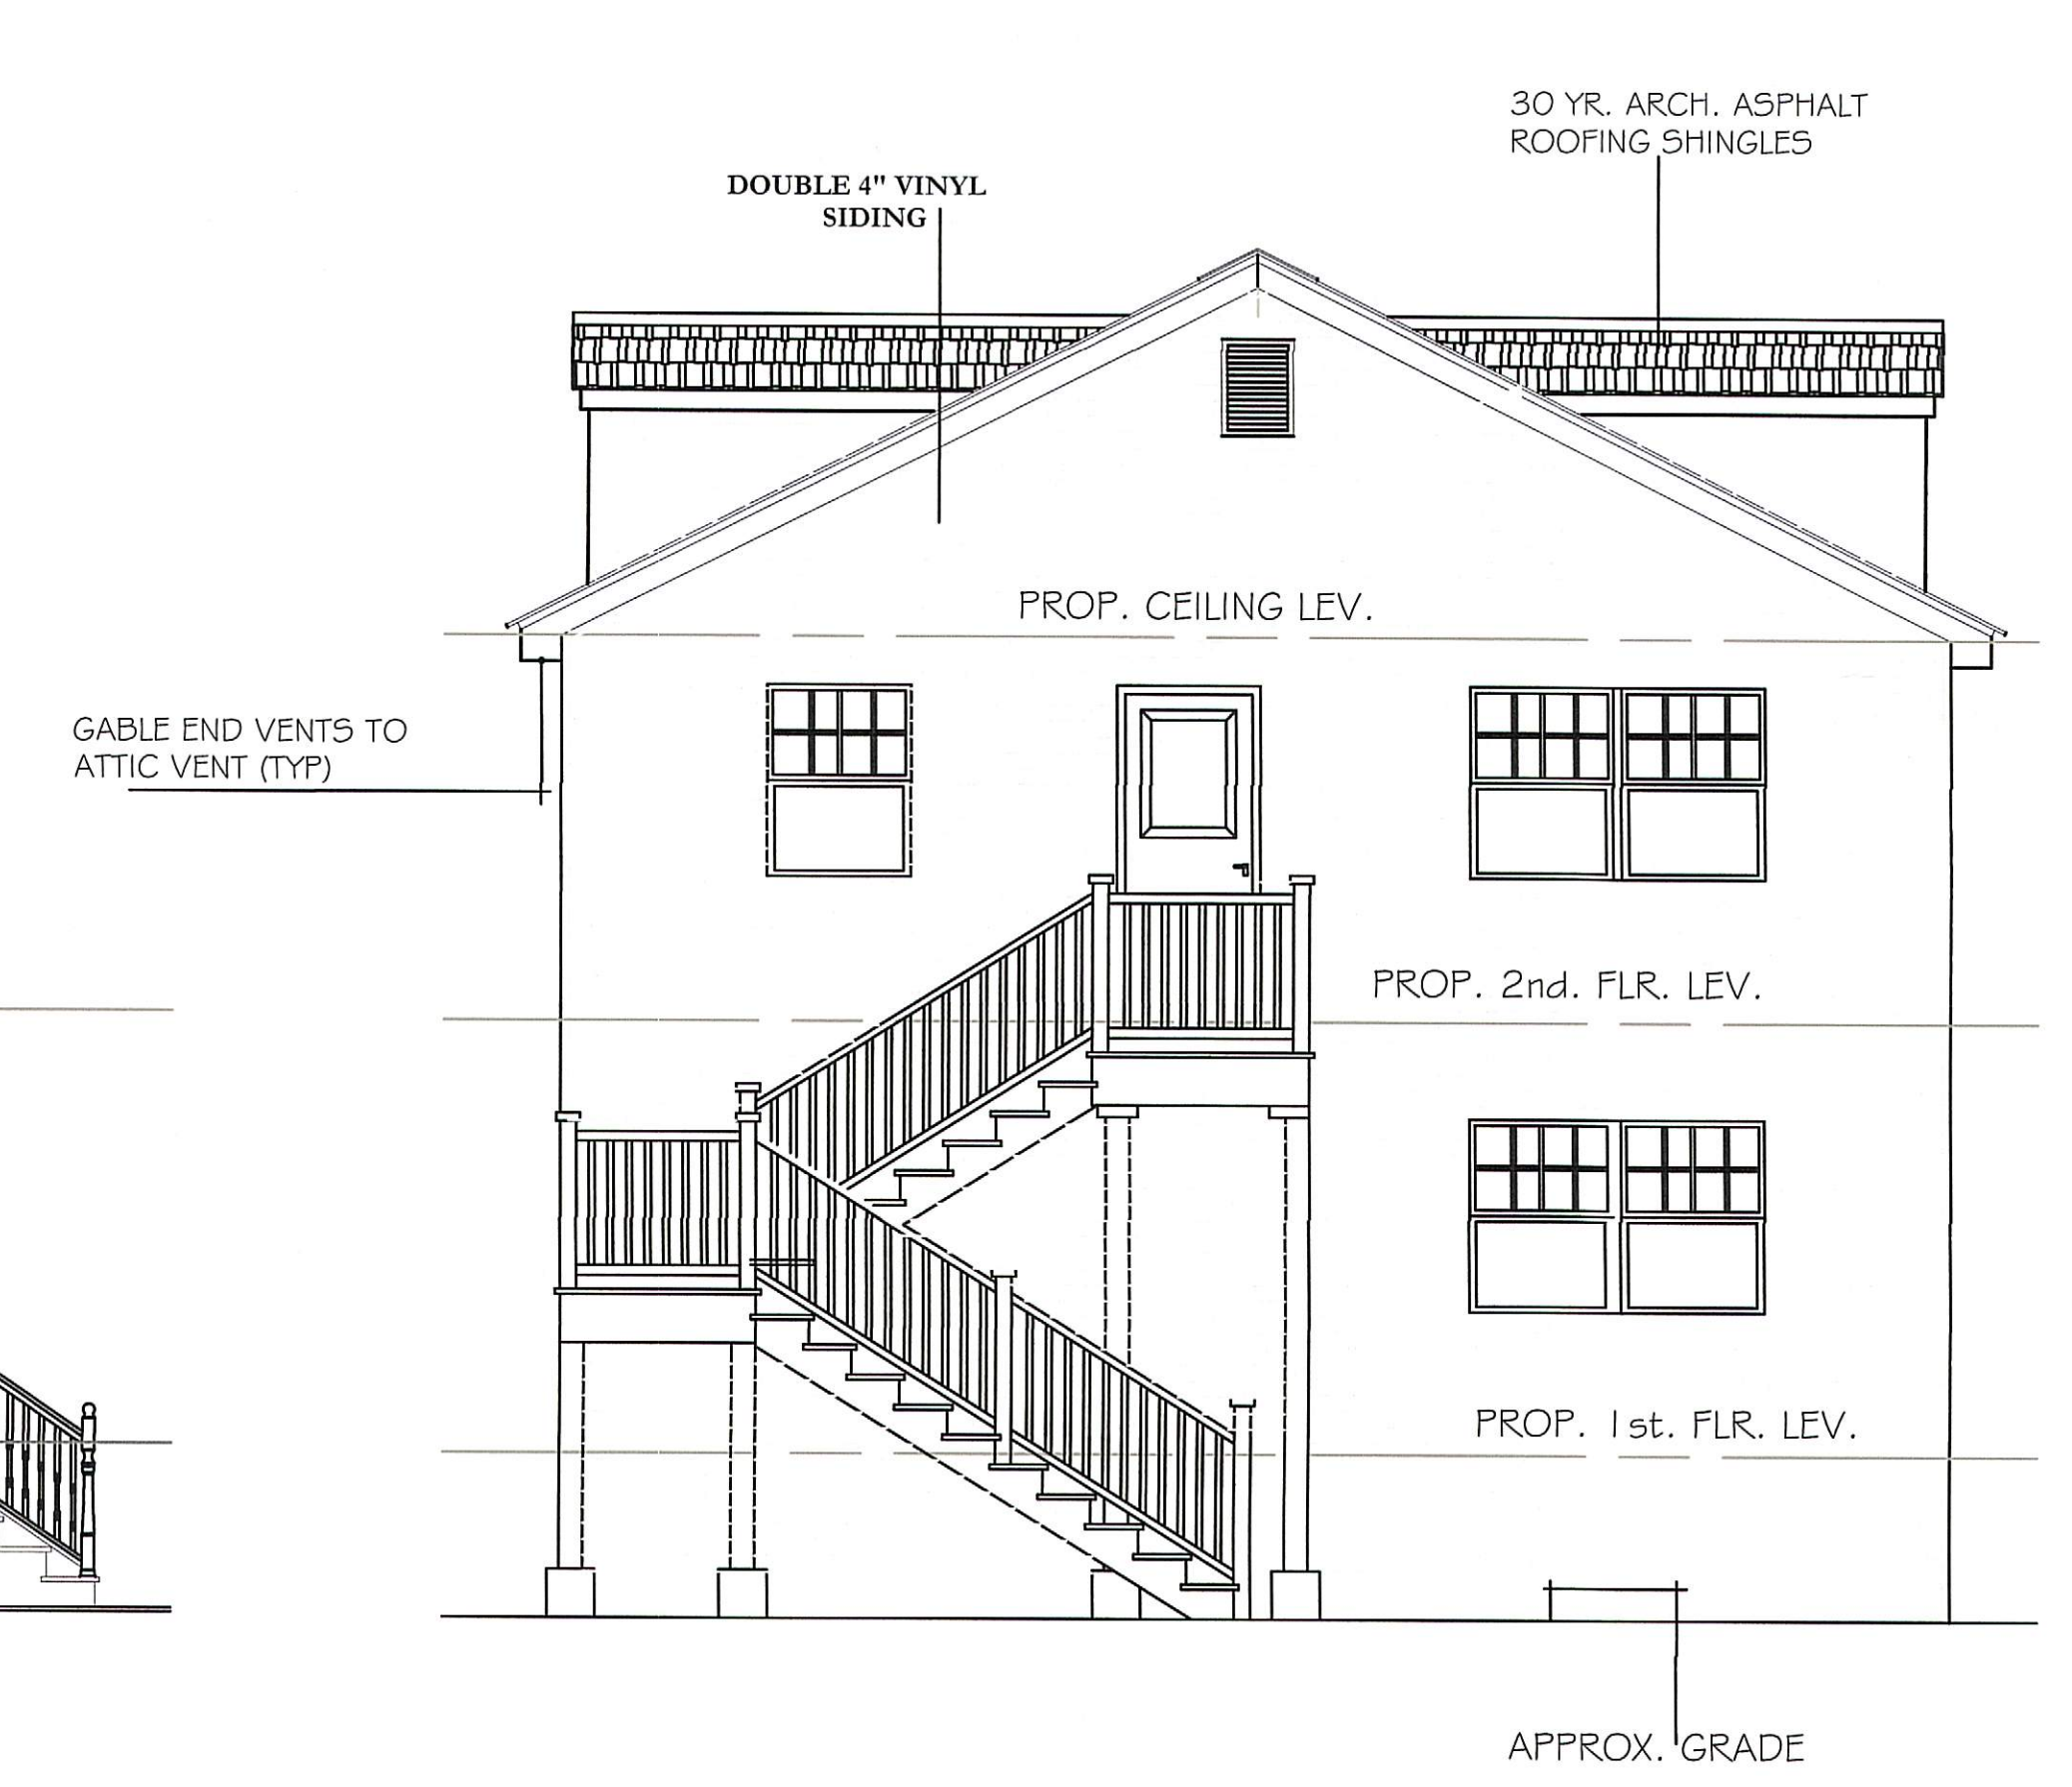 30 YR. ARCH. ASPHALT
ROOFING SHINGLES
DOUBLE 4" VINYL
SIDING
PROP. CEILING LEV.
GABLE END VENTS TO
ATTIC VENT (TYP)
PROP. 2nd. FLR. LEV.
PROP. 1st. FLR. LEV.
APPROX. GRADE